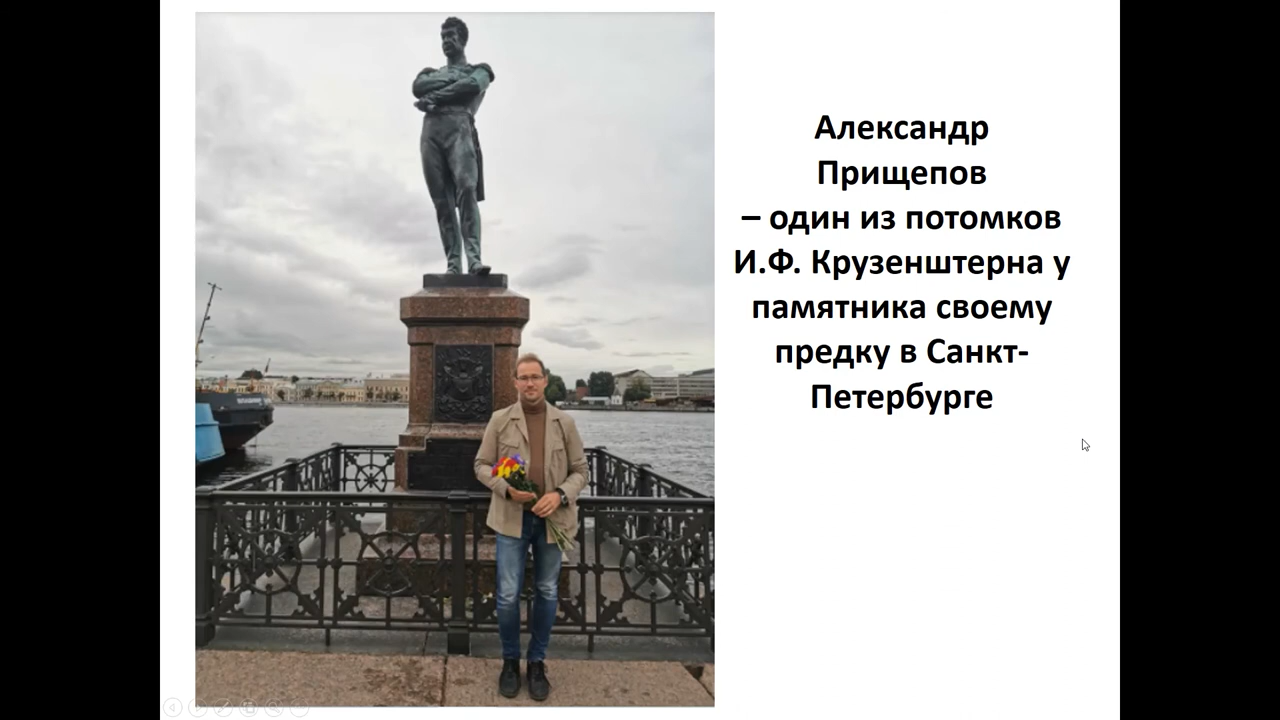 Александр
Прищепов
– один из потомков
И.Ф. Крузенштерна у
памятника своему
предку в Санкт-
Петербурге